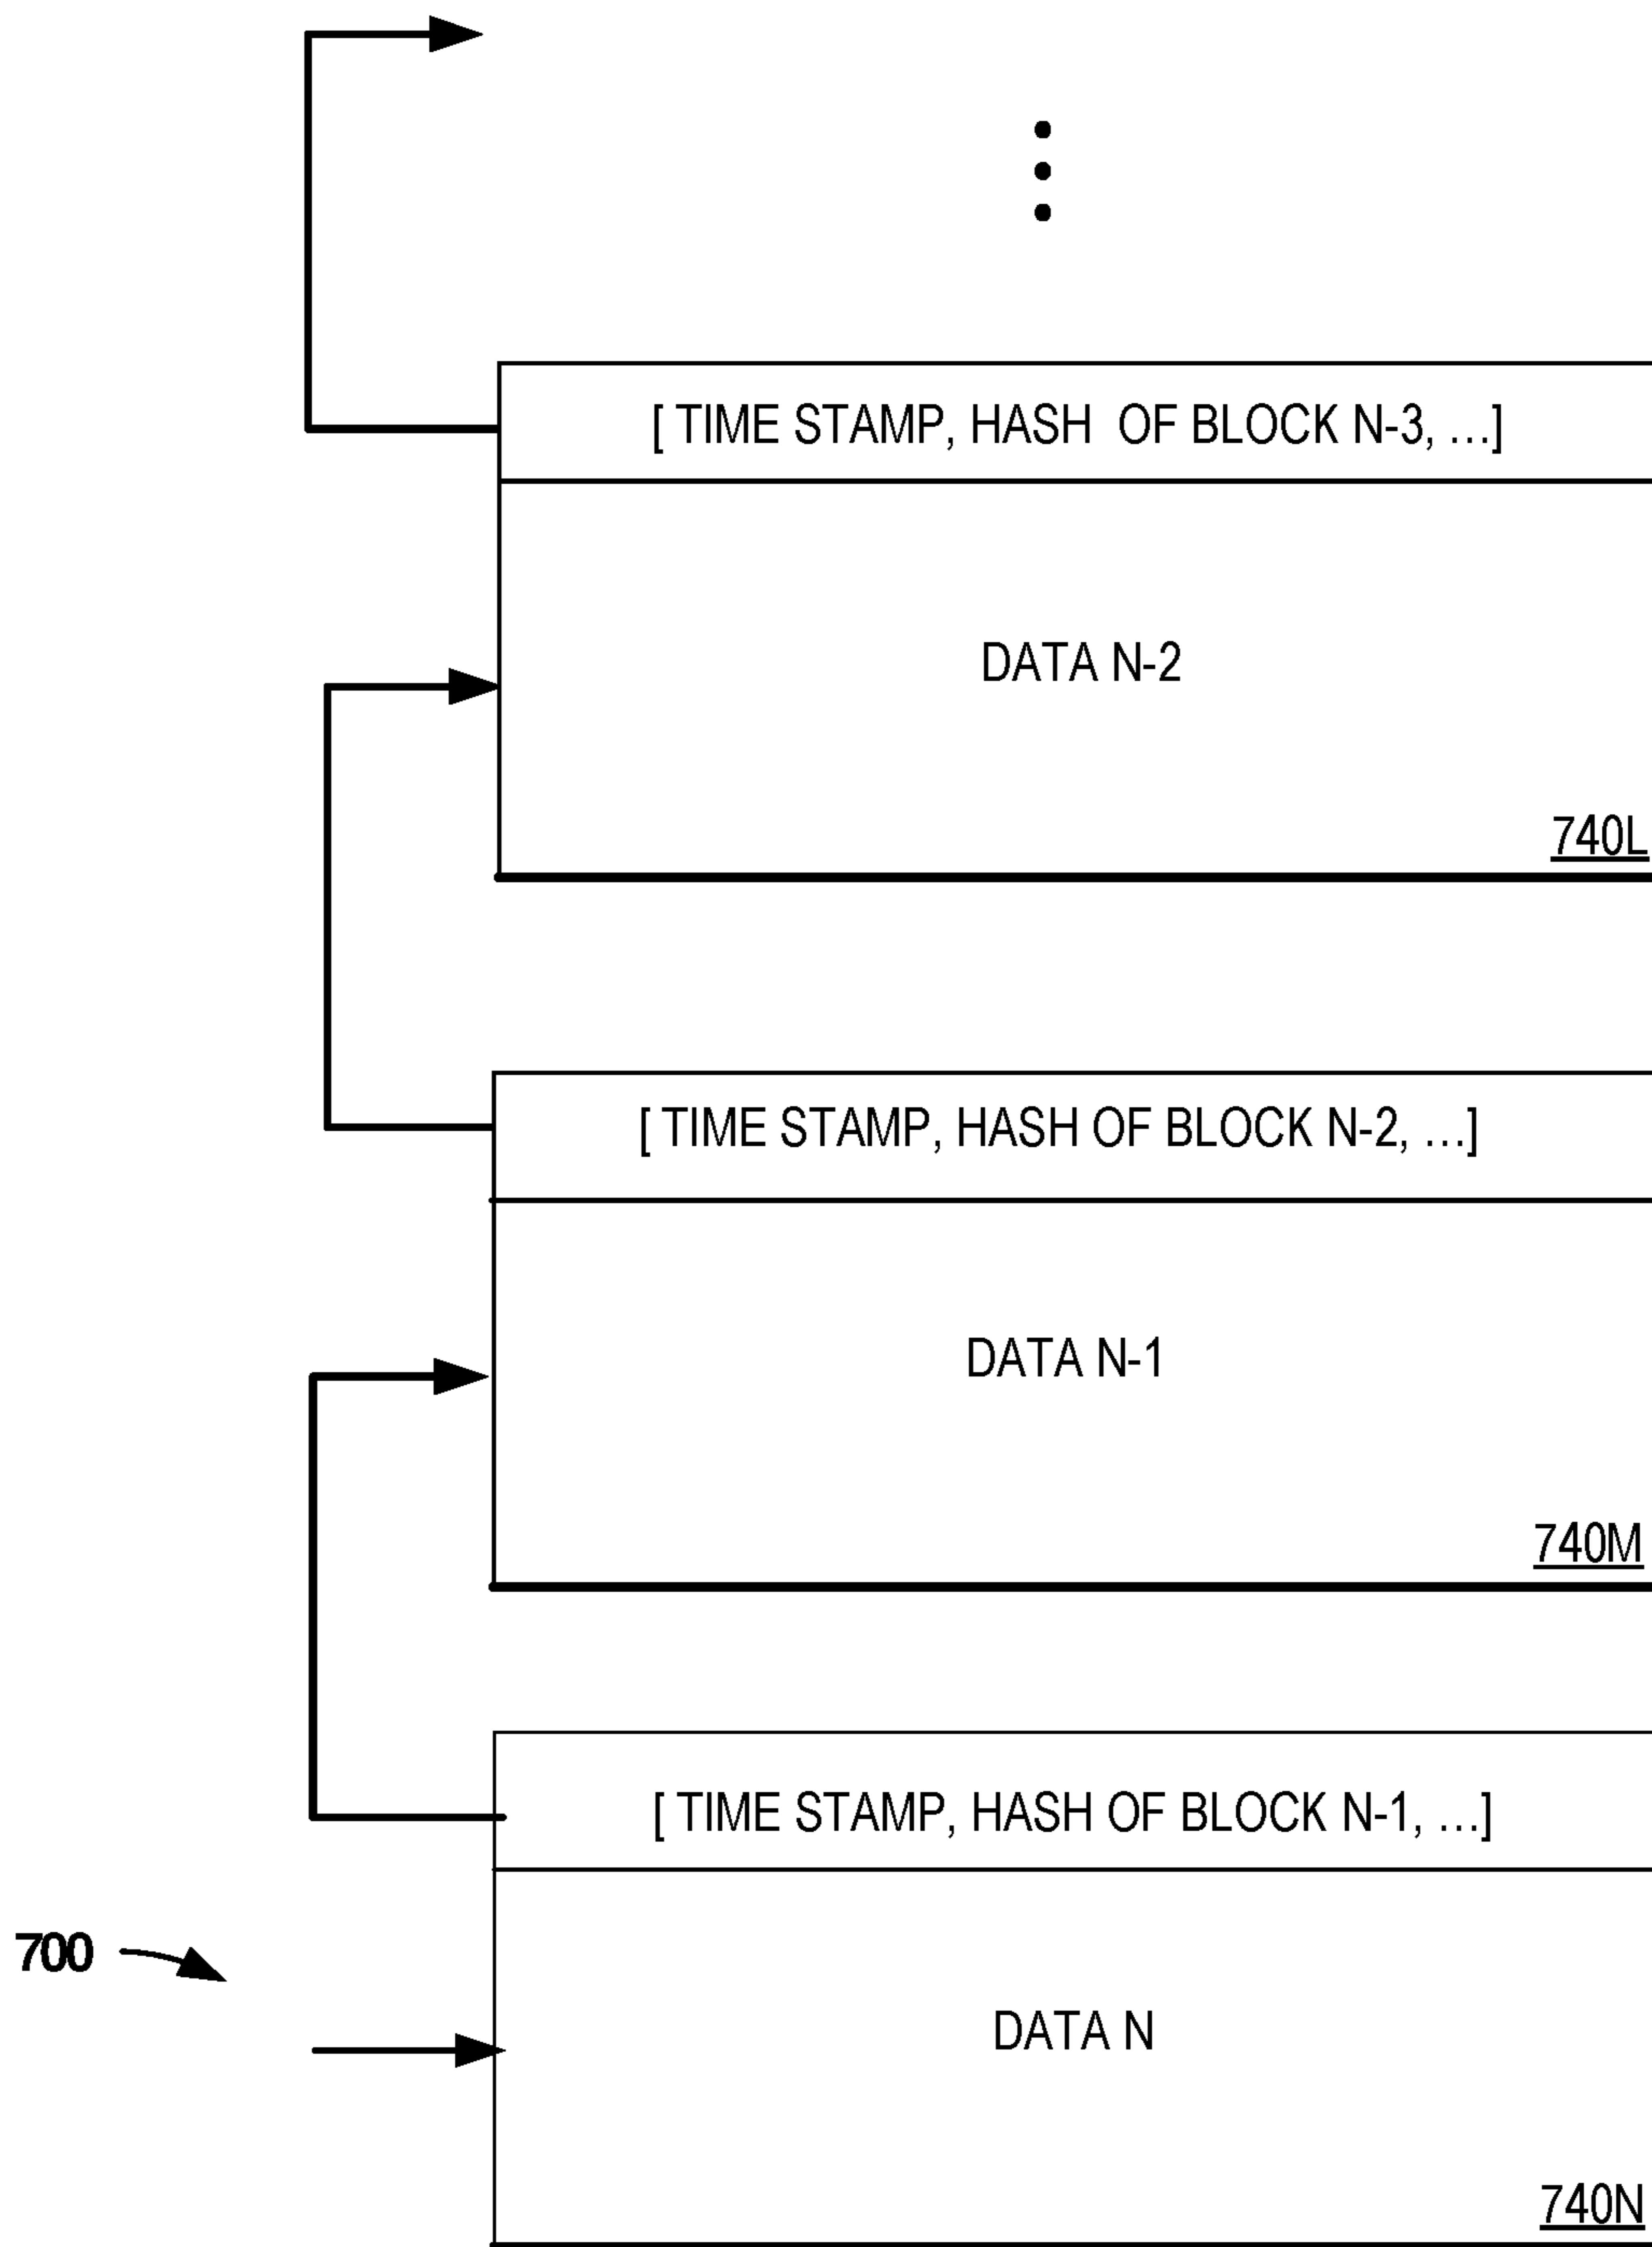 [ TIME STAMP, HASH OF BLOCK N-3, …]
DATA N-2
740L
[ TIME STAMP, HASH OF BLOCK N-2, …]
DATA N-1
740M
[ TIME STAMP, HASH OF BLOCK N-1, …]
700
DATA N
740N